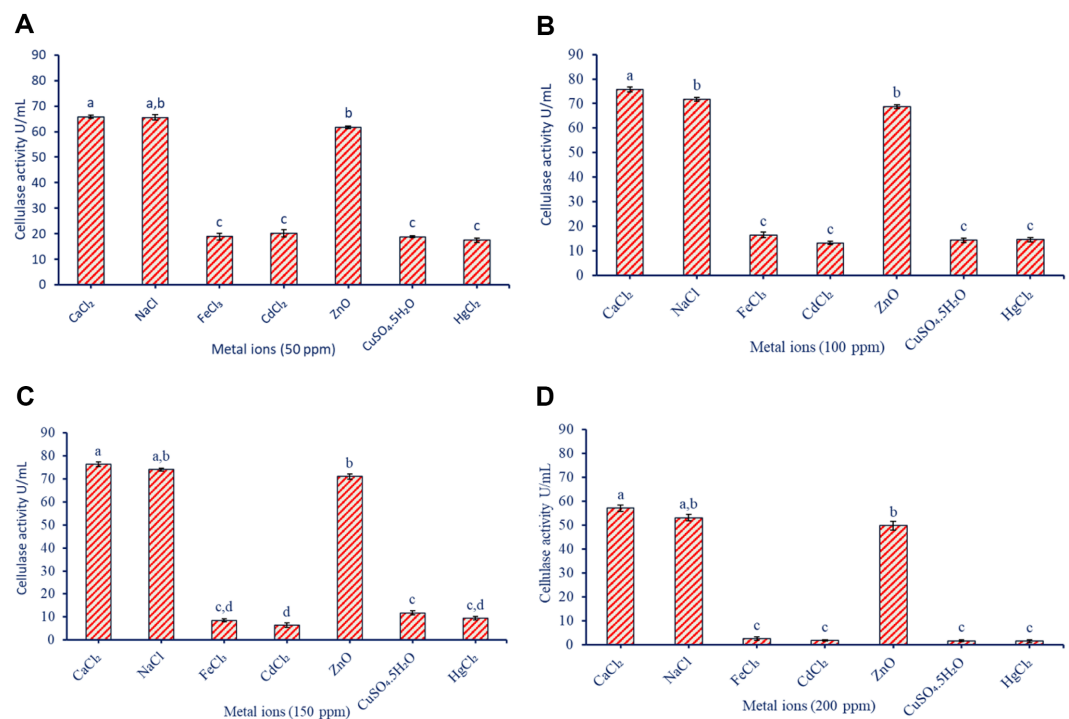 A
Cellulase activity U/mL
90
80
70
60
50
40
30
20
10
0
a
a,b
c
c
b
c
c
CaCl₂
NaCl
FeCl₃
CdCl₂
ZnO
CuSO₄.5H₂O
HgCl₂
Metal ions (50 ppm)
B
Cellulase activity U/mL
90
80
70
60
50
40
30
20
10
0
a
b
c
c
b
c
c
CaCl₂
NaCl
FeCl₃
CdCl₂
ZnO
CuSO₄.5H₂O
HgCl₂
Metal ions (100 ppm)
C
Cellulase activity U/mL
90
80
70
60
50
40
30
20
10
0
a
a,b
c,d
d
b
c
c,d
CaCl₂
NaCl
FeCl₃
CdCl₂
ZnO
CuSO₄.5H₂O
HgCl₂
Metal ions (150 ppm)
D
Cellulase activity U/mL
90
80
70
60
50
40
30
20
10
0
a
a,b
c
c
b
c
c
CaCl₂
NaCl
FeCl₃
CdCl₂
ZnO
CuSO₄.5H₂O
HgCl₂
Metal ions (200 ppm)